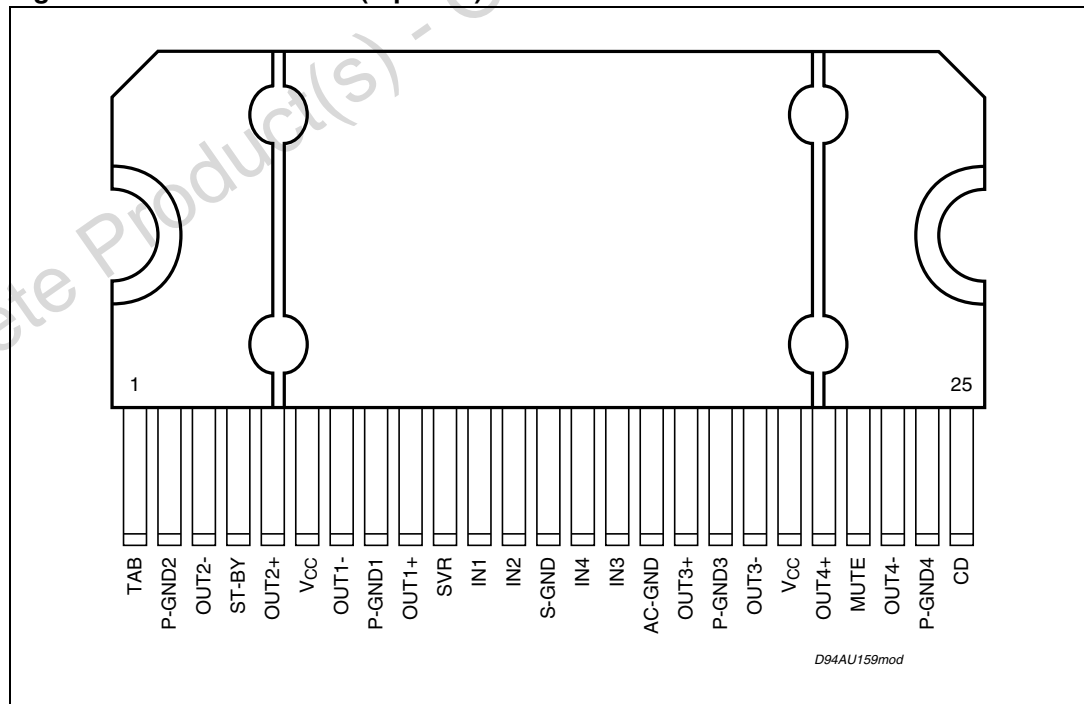 Product(s) -
1
25
TAB
P-GND2
OUT2-
ST-BY
OUT2+
VCC
OUT1-
P-GND1
OUT1+
SVR
IN1
IN2
S-GND
IN4
IN3
AC-GND
OUT3+
P-GND3
OUT3-
VCC
OUT4+
MUTE
OUT4-
P-GND4
CD
D94AU159mod